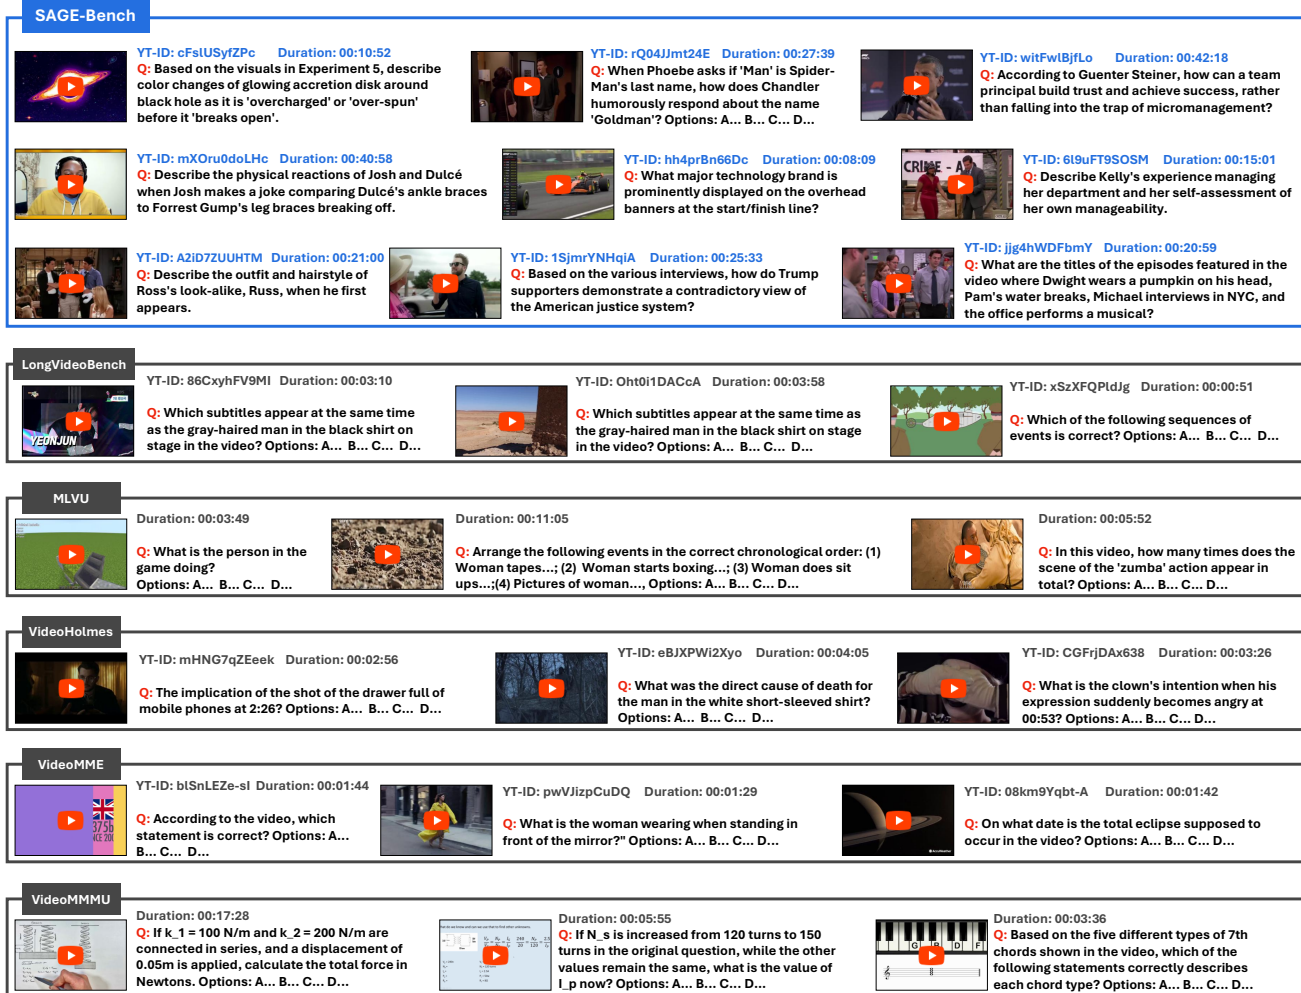 SAGE-Bench
YT-ID: cFslUSyfZPc Duration: 00:10:52
Q: Based on the visuals in Experiment 5, describe
color changes of glowing accretion disk around
black hole as it is 'overcharged' or 'over-spun'
before it 'breaks open'.
YT-ID: rQ04JJmt24E Duration: 00:27:39
Q: When Phoebe asks if 'Man' is Spider-
Man's last name, how does Chandler
humorously respond about the name
'Goldman'? Options: A... B... C... D...
YT-ID: witFwlBjfLo Duration: 00:42:18
Q: According to Guenter Steiner, how can a team
principal build trust and achieve success, rather
than falling into the trap of micromanagement?
YT-ID: mXOru0doLHc Duration: 00:40:58
Q: Describe the physical reactions of Josh and Dulcé
when Josh makes a joke comparing Dulcé's ankle braces
to Forrest Gump's leg braces breaking off.
YT-ID: hh4prBn66Dc Duration: 00:08:09
Q: What major technology brand is
prominently displayed on the overhead
banners at the start/finish line?
CRIME - A
YT-ID: 6l9uFT9SOSM Duration: 00:15:01
Q: Describe Kelly's experience managing
her department and her self-assessment of
her own manageability.
YT-ID: A2iD7ZUUHTM Duration: 00:21:00
Q: Describe the outfit and hairstyle of
Ross's look-alike, Russ, when he first
appears.
YT-ID: 1SjmrYNHqiA Duration: 00:25:33
Q: Based on the various interviews, how do Trump
supporters demonstrate a contradictory view of
the American justice system?
YT-ID: jjg4hWDFbmY Duration: 00:20:59
Q: What are the titles of the episodes featured in the
video where Dwight wears a pumpkin on his head,
Pam's water breaks, Michael interviews in NYC, and
the office performs a musical?
LongVideoBench
YEONJUN
YT-ID: 86CxyhFV9MI Duration: 00:03:10
Q: Which subtitles appear at the same time
as the gray-haired man in the black shirt on
stage in the video? Options: A... B... C... D...
YT-ID: Oht0i1DACcA Duration: 00:03:58
Q: Which subtitles appear at the same time as
the gray-haired man in the black shirt on stage
in the video? Options: A... B... C... D...
YT-ID: xSzXFQPldJg Duration: 00:00:51
Q: Which of the following sequences of
events is correct? Options: A... B... C... D...
MLVU
Duration: 00:03:49
Q: What is the person in the
game doing?
Options: A... B... C... D...
Duration: 00:11:05
Q: Arrange the following events in the correct chronological order: (1)
Woman tapes...; (2) Woman starts boxing...; (3) Woman does sit
ups...;(4) Pictures of woman..., Options: A... B... C... D...
Duration: 00:05:52
Q: In this video, how many times does the
scene of the 'zumba' action appear in
total? Options: A... B... C... D...
VideoHolmes
YT-ID: mHNG7qZEeek Duration: 00:02:56
Q: The implication of the shot of the drawer full of
mobile phones at 2:26? Options: A... B... C... D...
YT-ID: eBJXPWi2Xyo Duration: 00:04:05
Q: What was the direct cause of death for
the man in the white short-sleeved shirt?
Options: A... B... C... D...
YT-ID: CGFrjDAx638 Duration: 00:03:26
Q: What is the clown's intention when his
expression suddenly becomes angry at
00:53? Options: A... B... C... D...
VideoMME
YT-ID: bISnLEZe-sI Duration: 00:01:44
Q: According to the video, which
statement is correct? Options: A...
B... C... D...
YT-ID: pwVJizpCuDQ Duration: 00:01:29
Q: What is the woman wearing when standing in
front of the mirror?" Options: A... B... C... D...
YT-ID: 08km9Yqbt-A Duration: 00:01:42
Q: On what date is the total eclipse supposed to
occur in the video? Options: A... B... C... D...
VideoMMMU
Duration: 00:17:28
Q: If k_1 = 100 N/m and k_2 = 200 N/m are
connected in series, and a displacement of
0.05m is applied, calculate the total force in
Newtons. Options: A... B... C... D...
Duration: 00:05:55
Q: If N_s is increased from 120 turns to 150
turns in the original question, while the other
values remain the same, what is the value of
I_p now? Options: A... B... C... D...
G B D F
Duration: 00:03:36
Q: Based on the five different types of 7th
chords shown in the video, which of the
following statements correctly describes
each chord type? Options: A... B... C... D...